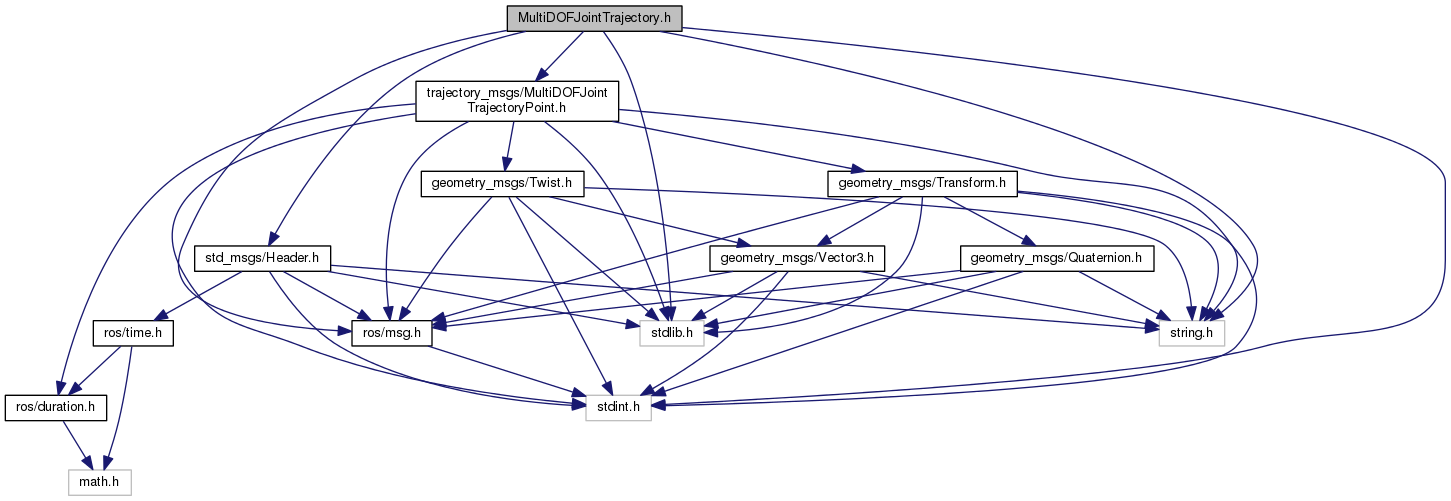 MultiDOFJointTrajectory.h
trajectory_msgs/MultiDOFJoint
TrajectoryPoint.h
geometry_msgs/Twist.h
geometry_msgs/Transform.h
std_msgs/Header.h
geometry_msgs/Vector3.h
geometry_msgs/Quaternion.h
ros/time.h
ros/msg.h
stdlib.h
string.h
ros/duration.h
stdint.h
math.h